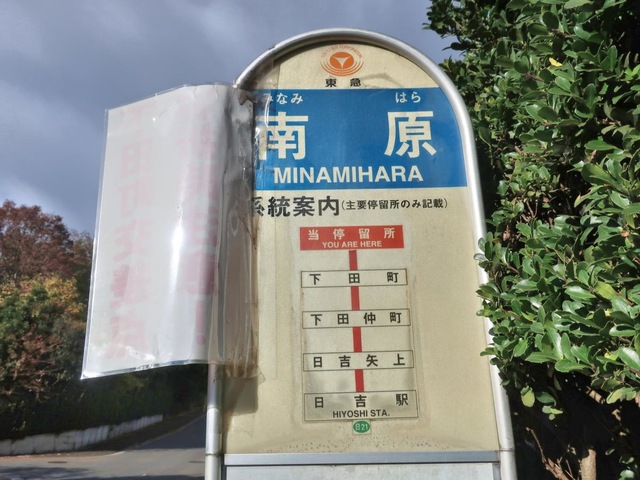 東急
みなみ はら
南原
MINAMIHARA
系統案内(主要停留所のみ記載)
当停留所
YOU ARE HERE
下田町
下田仲町
日吉矢上
日吉駅
HIYOSHI STA.
日21